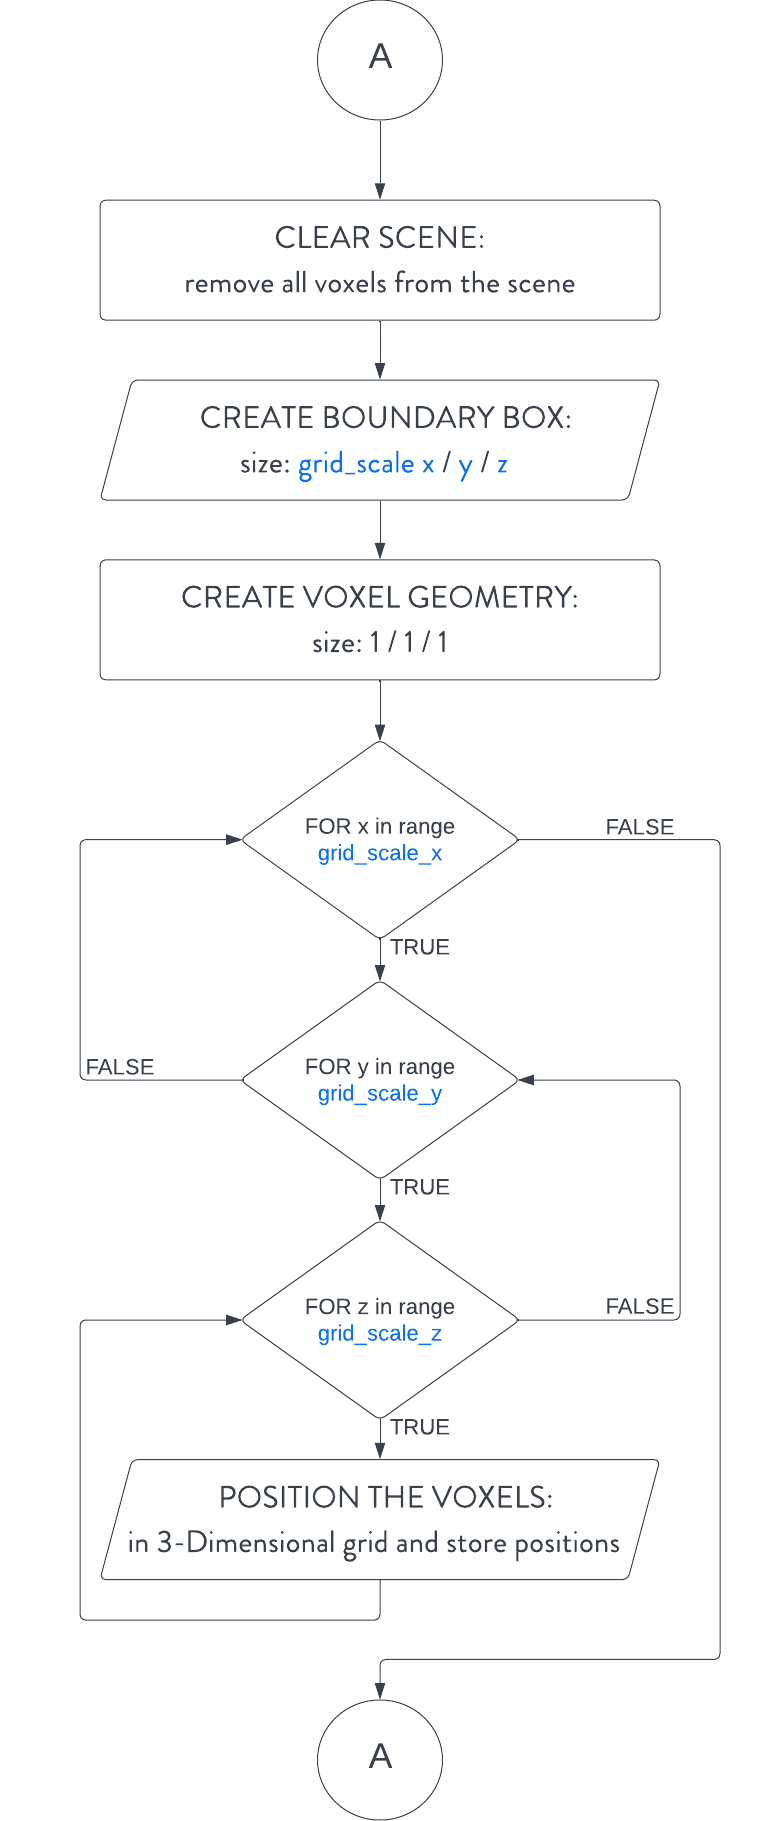 A
CLEAR SCENE:
remove all voxels from the scene
CREATE BOUNDARY BOX:
size: grid_scale x / y / z
CREATE VOXEL GEOMETRY:
size: 1 / 1 / 1
FOR x in range
grid_scale_x
FALSE
TRUE
FOR y in range
grid_scale_y
FALSE
TRUE
FOR z in range
grid_scale_z
FALSE
TRUE
POSITION THE VOXELS:
in 3-Dimensional grid and store positions
A